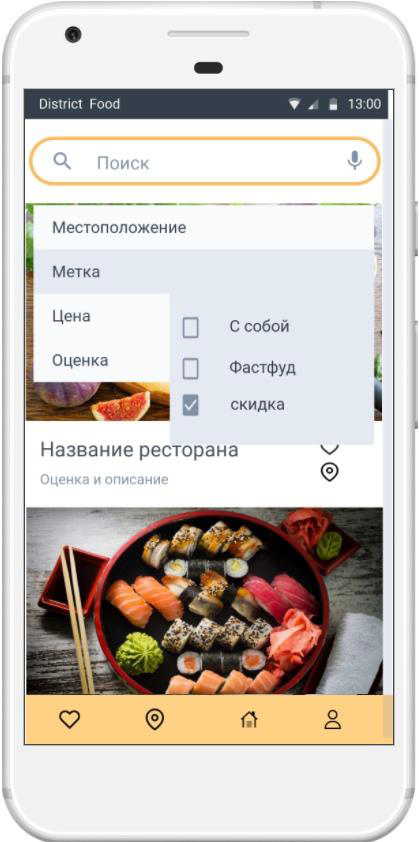 District Food 13:00
Поиск
Местоположение
Метка
Цена
Оценка
С собой
Фастфуд
скидка
Название ресторана
Оценка и описание